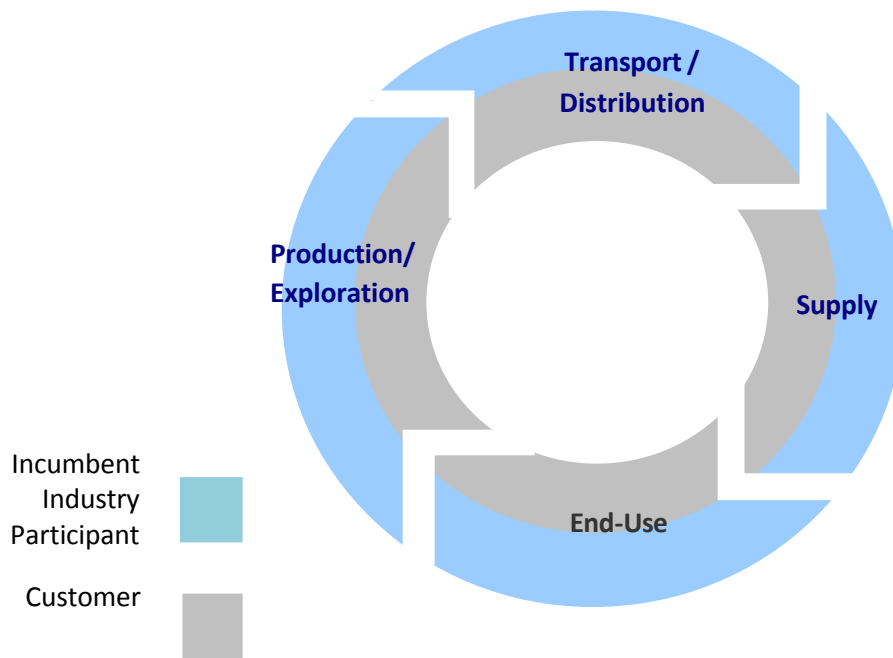 Transport /
Distribution
Production/
Exploration
Supply
End-Use
Incumbent
Industry
Participant
Customer